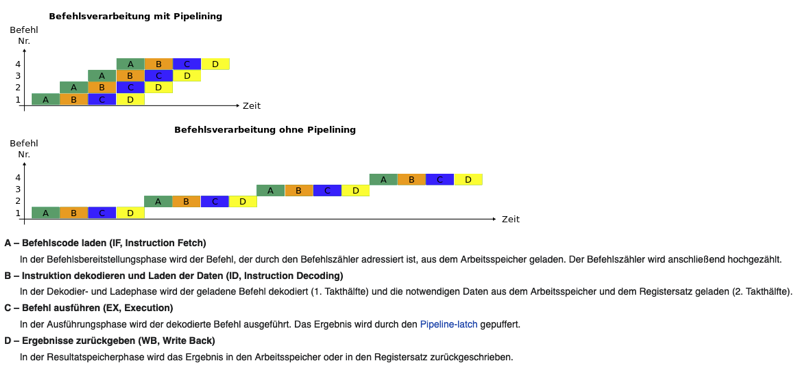 Befehlsverarbeitung mit Pipelining
Befehl
Nr.
4 A B C D
3 A B C D
2 A B C D
1 A B C D
Zeit
Befehlsverarbeitung ohne Pipelining
Befehl
Nr.
4 A B C D
3 A B C D
2 A B C D
1 A B C D
Zeit
A – Befehlscode laden (IF, Instruction Fetch)
In der Befehlsbereitstellungsphase wird der Befehl, der durch den Befehlszähler adressiert ist, aus dem Arbeitsspeicher geladen. Der Befehlszähler wird anschließend hochgezählt.
B – Instruktion dekodieren und Laden der Daten (ID, Instruction Decoding)
In der Dekodier- und Ladephase wird der geladene Befehl dekodiert (1. Takthälfte) und die notwendigen Daten aus dem Arbeitsspeicher und dem Registersatz geladen (2. Takthälfte).
C – Befehl ausführen (EX, Execution)
In der Ausführungsphase wird der dekodierte Befehl ausgeführt. Das Ergebnis wird durch den Pipeline-latch gepuffert.
D – Ergebnisse zurückgeben (WB, Write Back)
In der Resultatspeicherphase wird das Ergebnis in den Arbeitsspeicher oder in den Registersatz zurückgeschrieben.